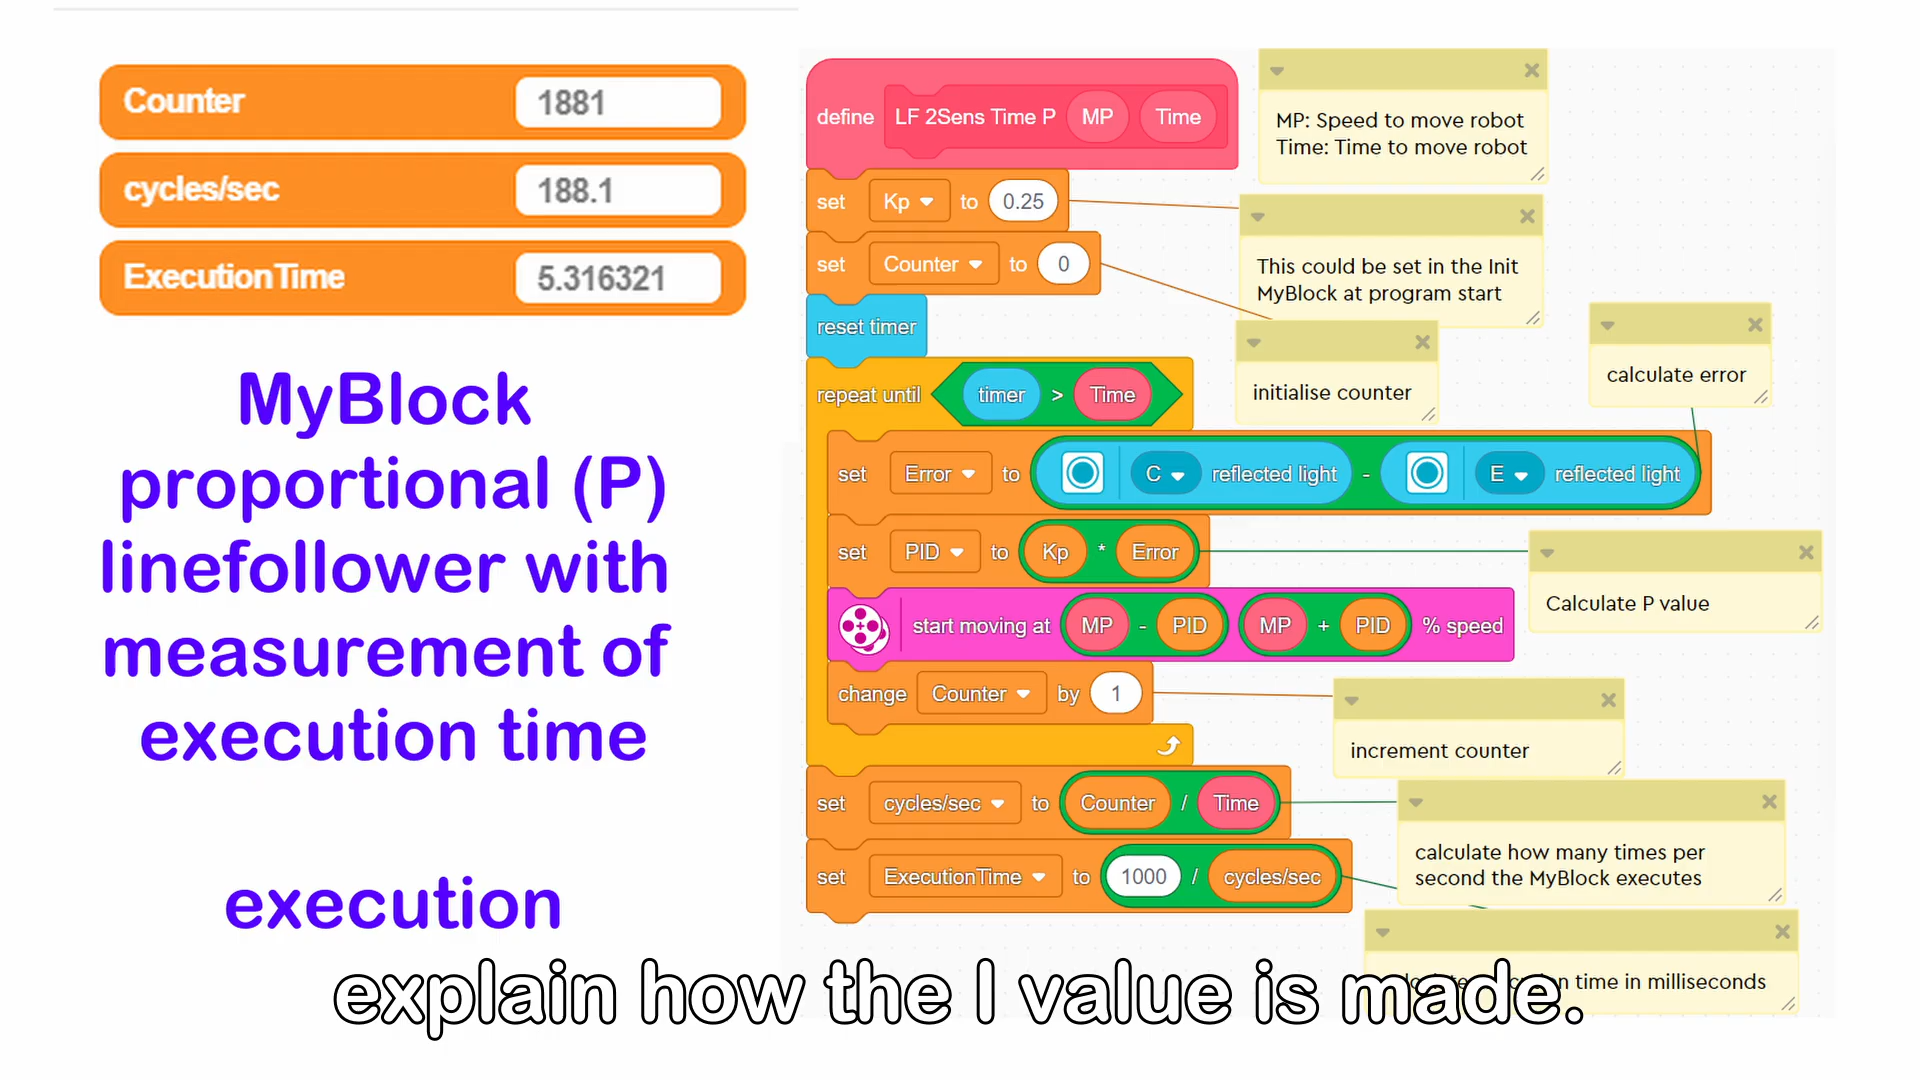 Counter 1881
cycles/sec 188.1
ExecutionTime 5.316321
MyBlock
proportional (P)
linefollower with
measurement of
execution time
execution
define LF 2Sens Time P MP Time
set Kp to 0.25
set Counter to 0
reset timer
repeat until timer > Time
set Error to C reflected light - E reflected light
set PID to Kp * Error
start moving at MP - PID MP + PID % speed
change Counter by 1
set cycles/sec to Counter / Time
set ExecutionTime to 1000 / cycles/sec
MP: Speed to move robot
Time: Time to move robot
This could be set in the Init
MyBlock at program start
initialise counter
calculate error
Calculate P value
increment counter
calculate how many times per
second the MyBlock executes
time in milliseconds
explain how the I value is made.